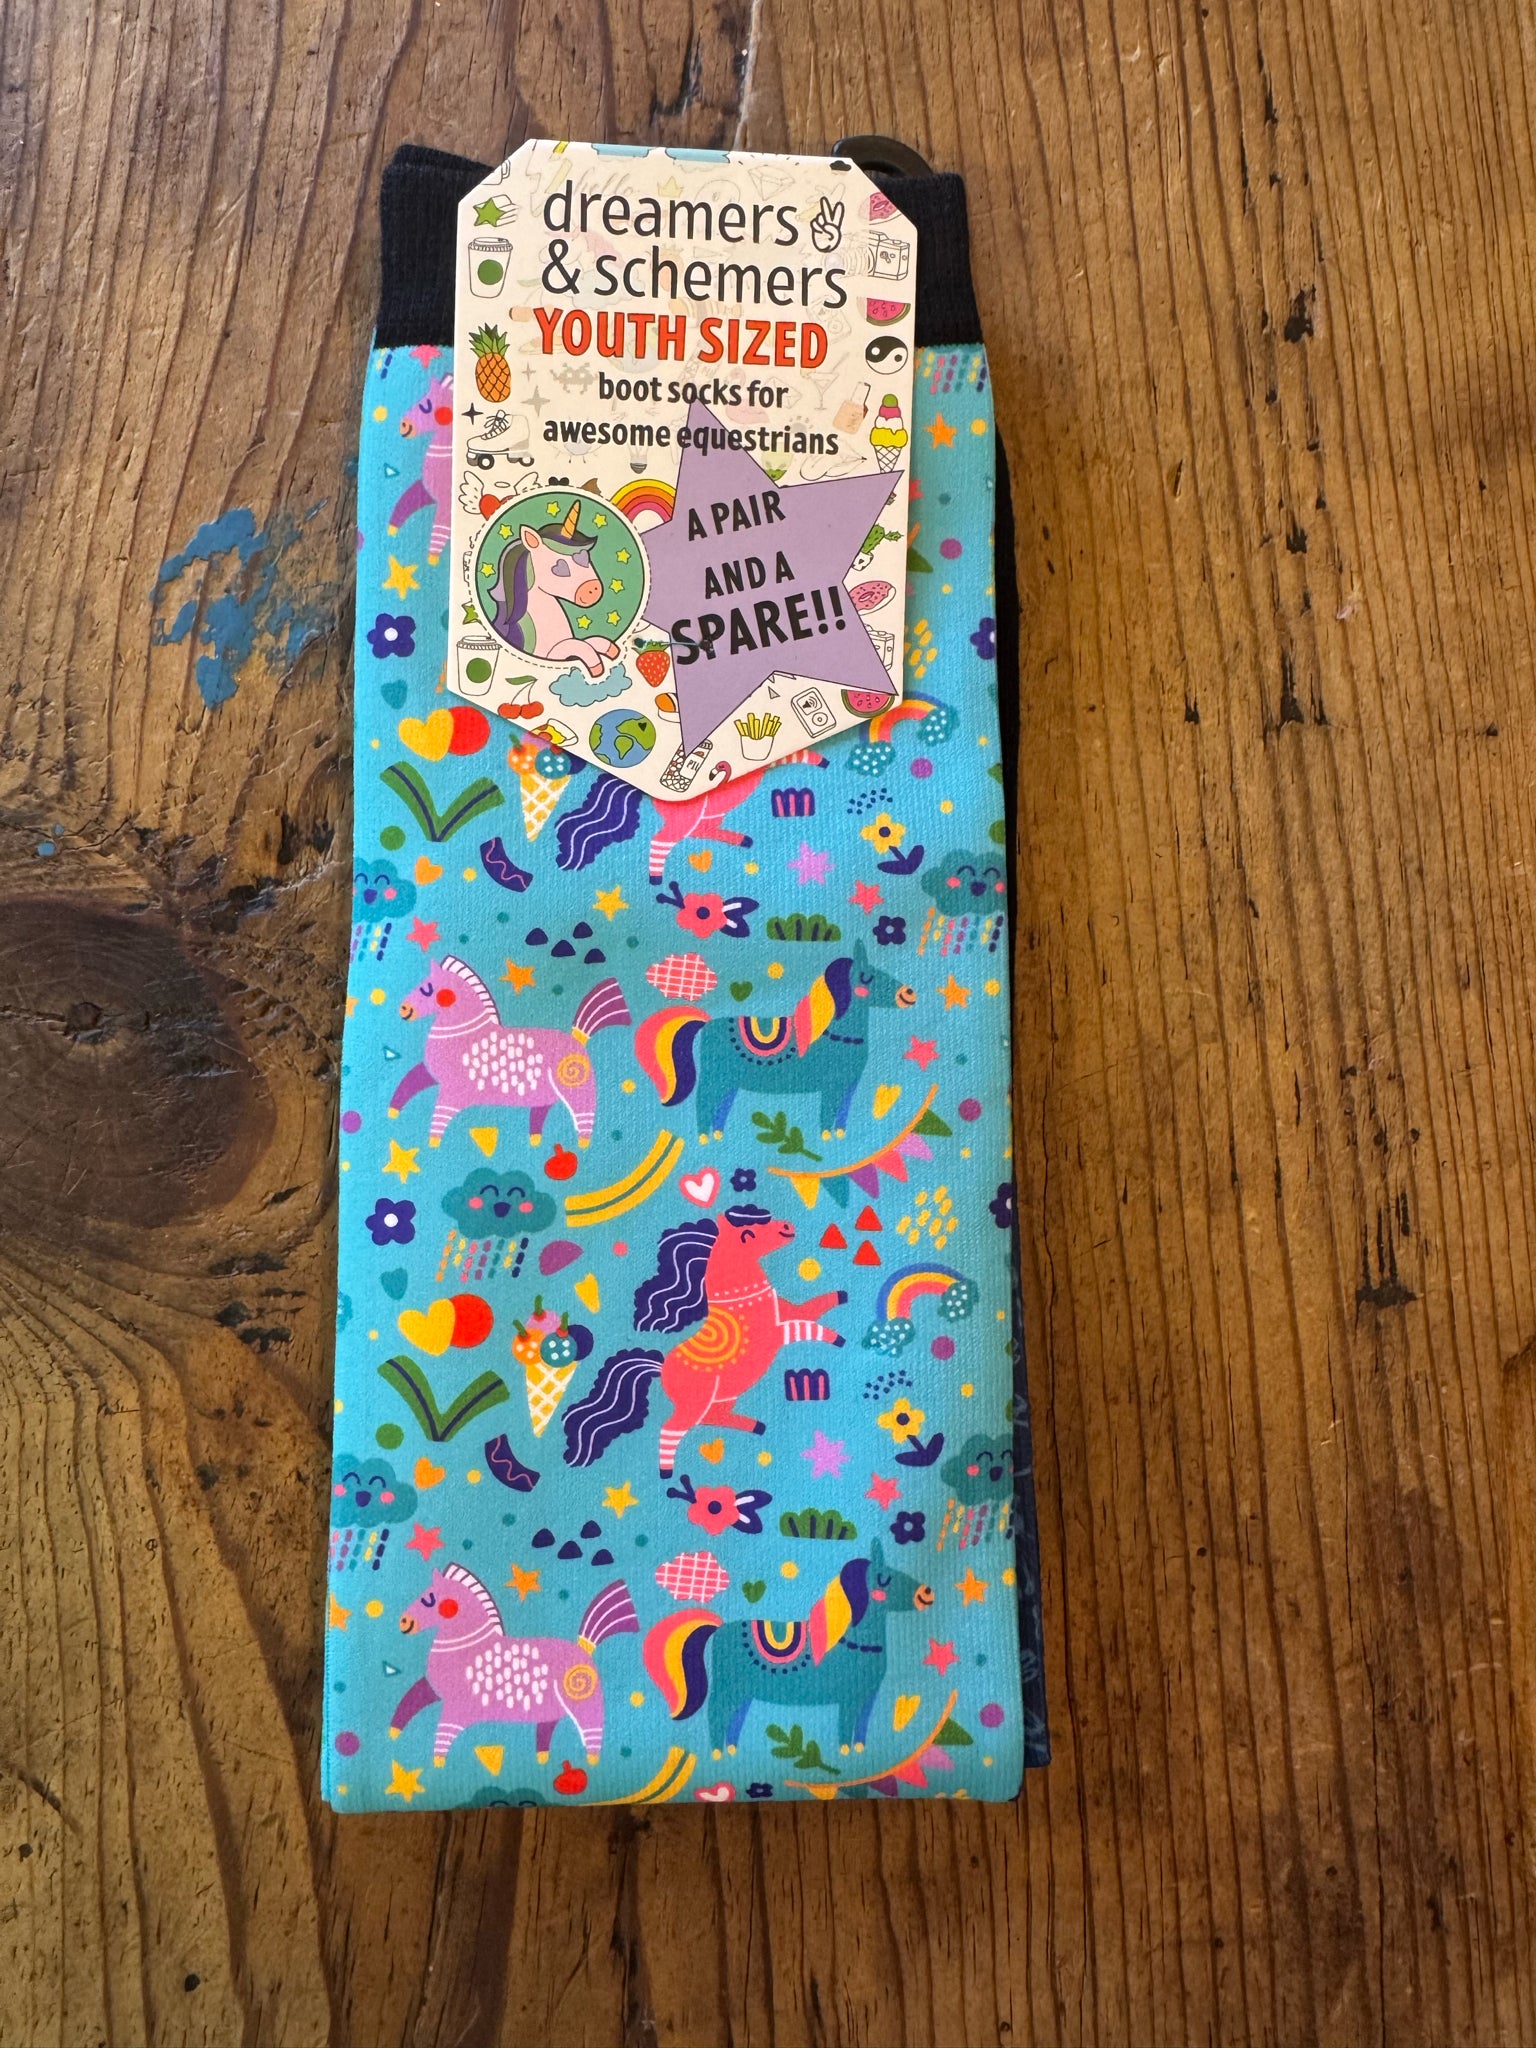 dreamers
& schemers
YOUTH SIZED
boot socks for
awesome equestrians
A PAIR
AND A
SPARE!!